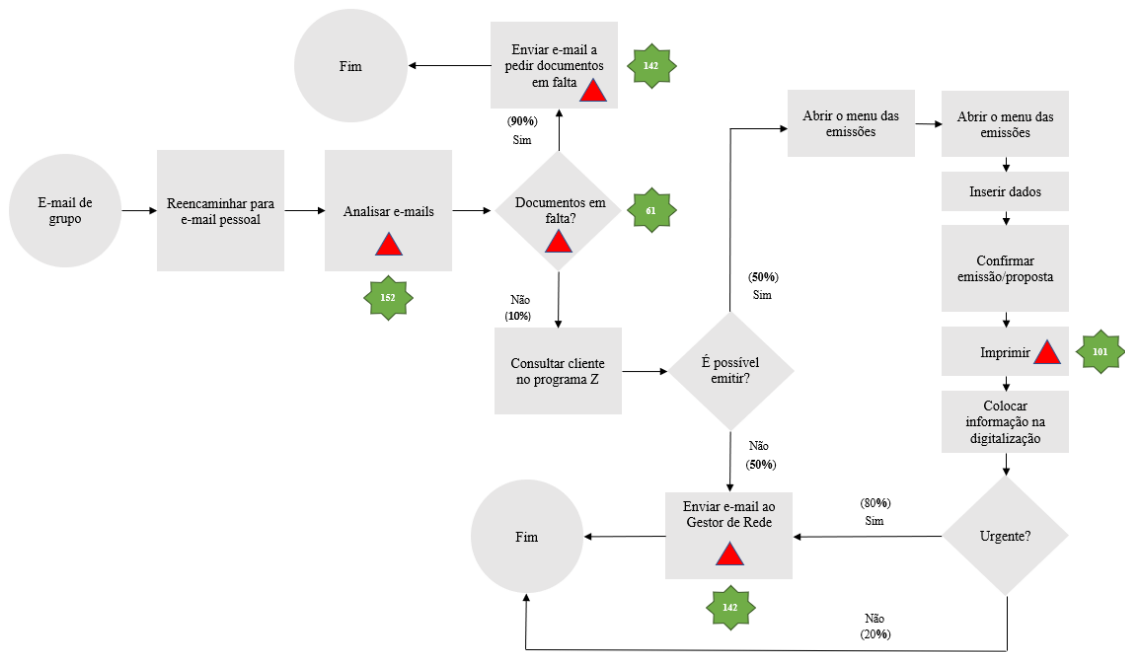 Fim
Enviar e-mail a
pedir documentos
em falta
142
(90%)
Sim
E-mail de
grupo
Reencaminhar para
e-mail pessoal
Analisar e-mails
152
Documentos em
falta?
61
Não
(10%)
Consultar cliente
no programa Z
É possível
emitir?
(50%)
Sim
Abrir o menu das
emissões
Abrir o menu das
emissões
Inserir dados
Confirmar
emissão/proposta
Imprimir
101
Colocar
informação na
digitalização
Urgente?
(80%)
Sim
Não
(50%)
Enviar e-mail ao
Gestor de Rede
142
Fim
Não
(20%)